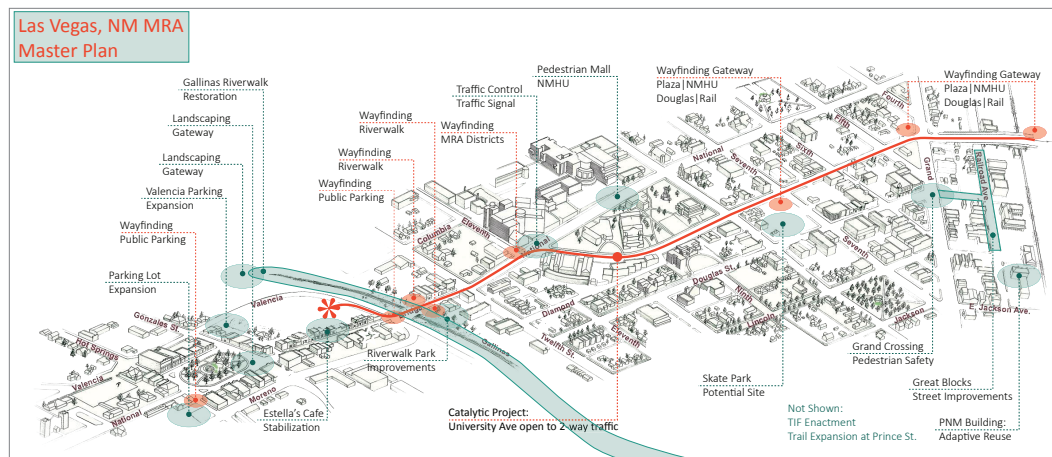 Las Vegas, NM MRA
Master Plan
Gallinas Riverwalk
Restoration
Landscaping
Gateway
Landscaping
Gateway
Valencia Parking
Expansion
Wayfinding
Public Parking
Parking Lot
Expansion
Wayfinding
Riverwalk
Wayfinding
Riverwalk
Wayfinding
Public Parking
Traffic Control
Traffic Signal
Wayfinding
MRA Districts
Pedestrian Mall
NMHU
Wayfinding Gateway
Plaza|NMHU
Douglas|Rail
Wayfinding Gateway
Plaza|NMHU
Douglas|Rail
Fourth
Fifth
Sixth
Seventh
National
Grand
Railroad Ave.
Columbia
Eleventh
National
Seventh
Douglas St.
Ninth
Lincoln
Jackson
Jackson Ave.
Diamond
Eleventh
Twelfth St.
Valencia
Gonzales St.
Hot Springs
Valencia
National
Moreno
Gallinas
Riverwalk Park
Improvements
Estella's Cafe
Stabilization
Catalytic Project:
University Ave open to 2-way traffic
Skate Park
Potential Site
Grand Crossing
Pedestrian Safety
Great Blocks
Street Improvements
Not Shown:
TIF Enactment
Trail Expansion at Prince St.
PNM Building:
Adaptive Reuse